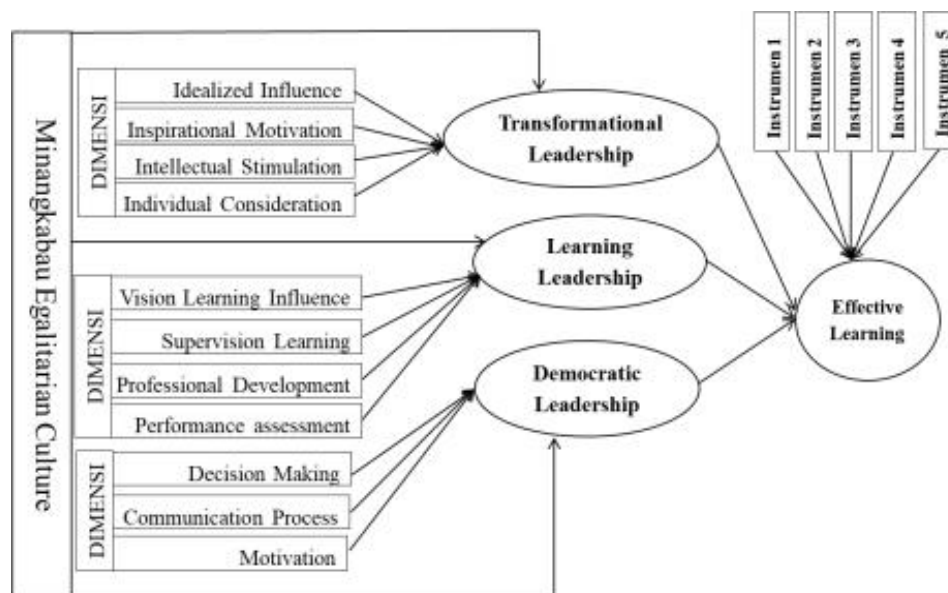 Minangkabau Egalitarian Culture
DIMENSI
Idealized Influence
Inspirational Motivation
Intellectual Stimulation
Individual Consideration
DIMENSI
Vision Learning Influence
Supervision Learning
Professional Development
Performance assessment
DIMENSI
Decision Making
Communication Process
Motivation
Transformational
Leadership
Learning
Leadership
Democratic
Leadership
Instrumen 1
Instrumen 2
Instrumen 3
Instrumen 4
Instrumen 5
Effective
Learning